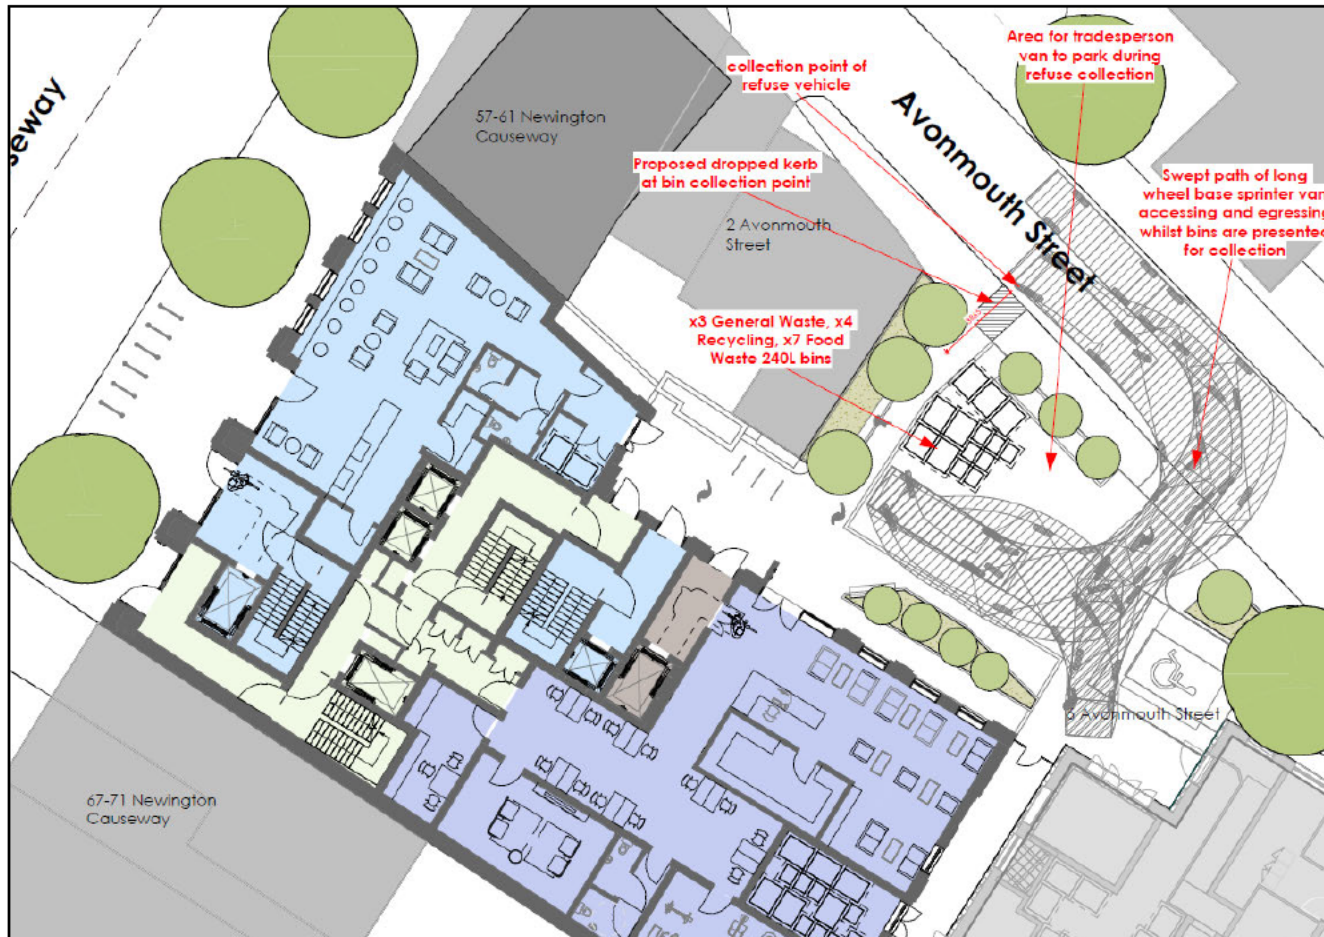 seway
57-61 Newington
Causeway
collection point of
refuse vehicle
Area for tradesperson
van to park during
refuse collection
Avonmouth Street
Proposed dropped kerb
at bin collection point
Swept path of long
wheel base sprinter van
accessing and egressing
whilst bins are presented
for collection
2 Avonmouth
Street
x3 General Waste, x4
Recycling, x7 Food
Waste 240L bins
Avonmouth Street
67-71 Newington
Causeway